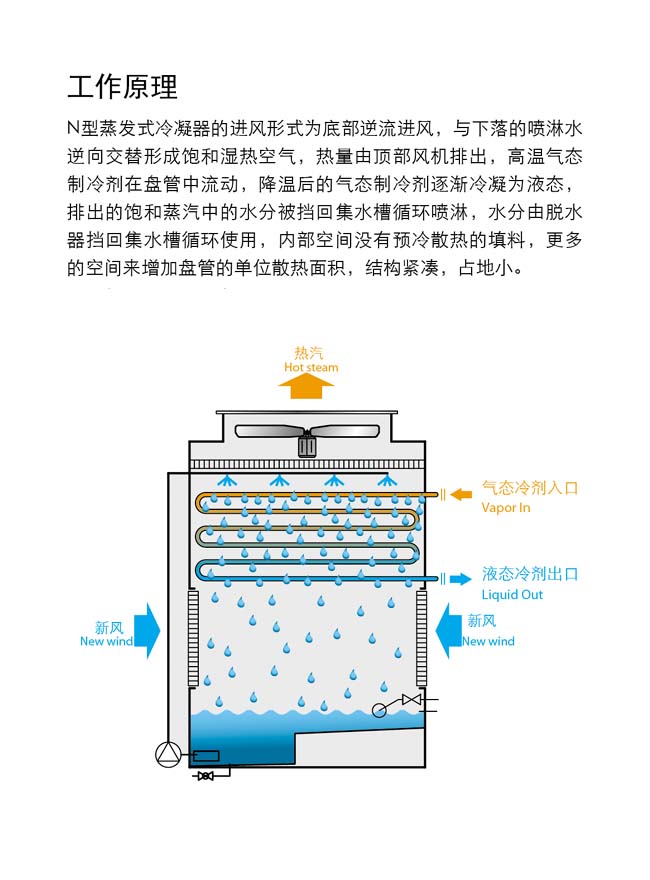 工作原理
N型蒸发式冷凝器的进风形式为底部逆流进风，与下落的喷淋水
逆向交替形成饱和湿热空气，热量由顶部风机排出，高温气态
制冷剂在盘管中流动，降温后的气态制冷剂逐渐冷凝为液态，
排出的饱和蒸汽中的水分被挡回集水槽循环喷淋，水分由脱水
器挡回集水槽循环使用，内部空间没有预冷散热的填料，更多
的空间来增加盘管的单位散热面积，结构紧凑，占地小。
热汽
Hot steam
气态冷剂入口
Vapor In
液态冷剂出口
Liquid Out
新风
New wind
新风
New wind